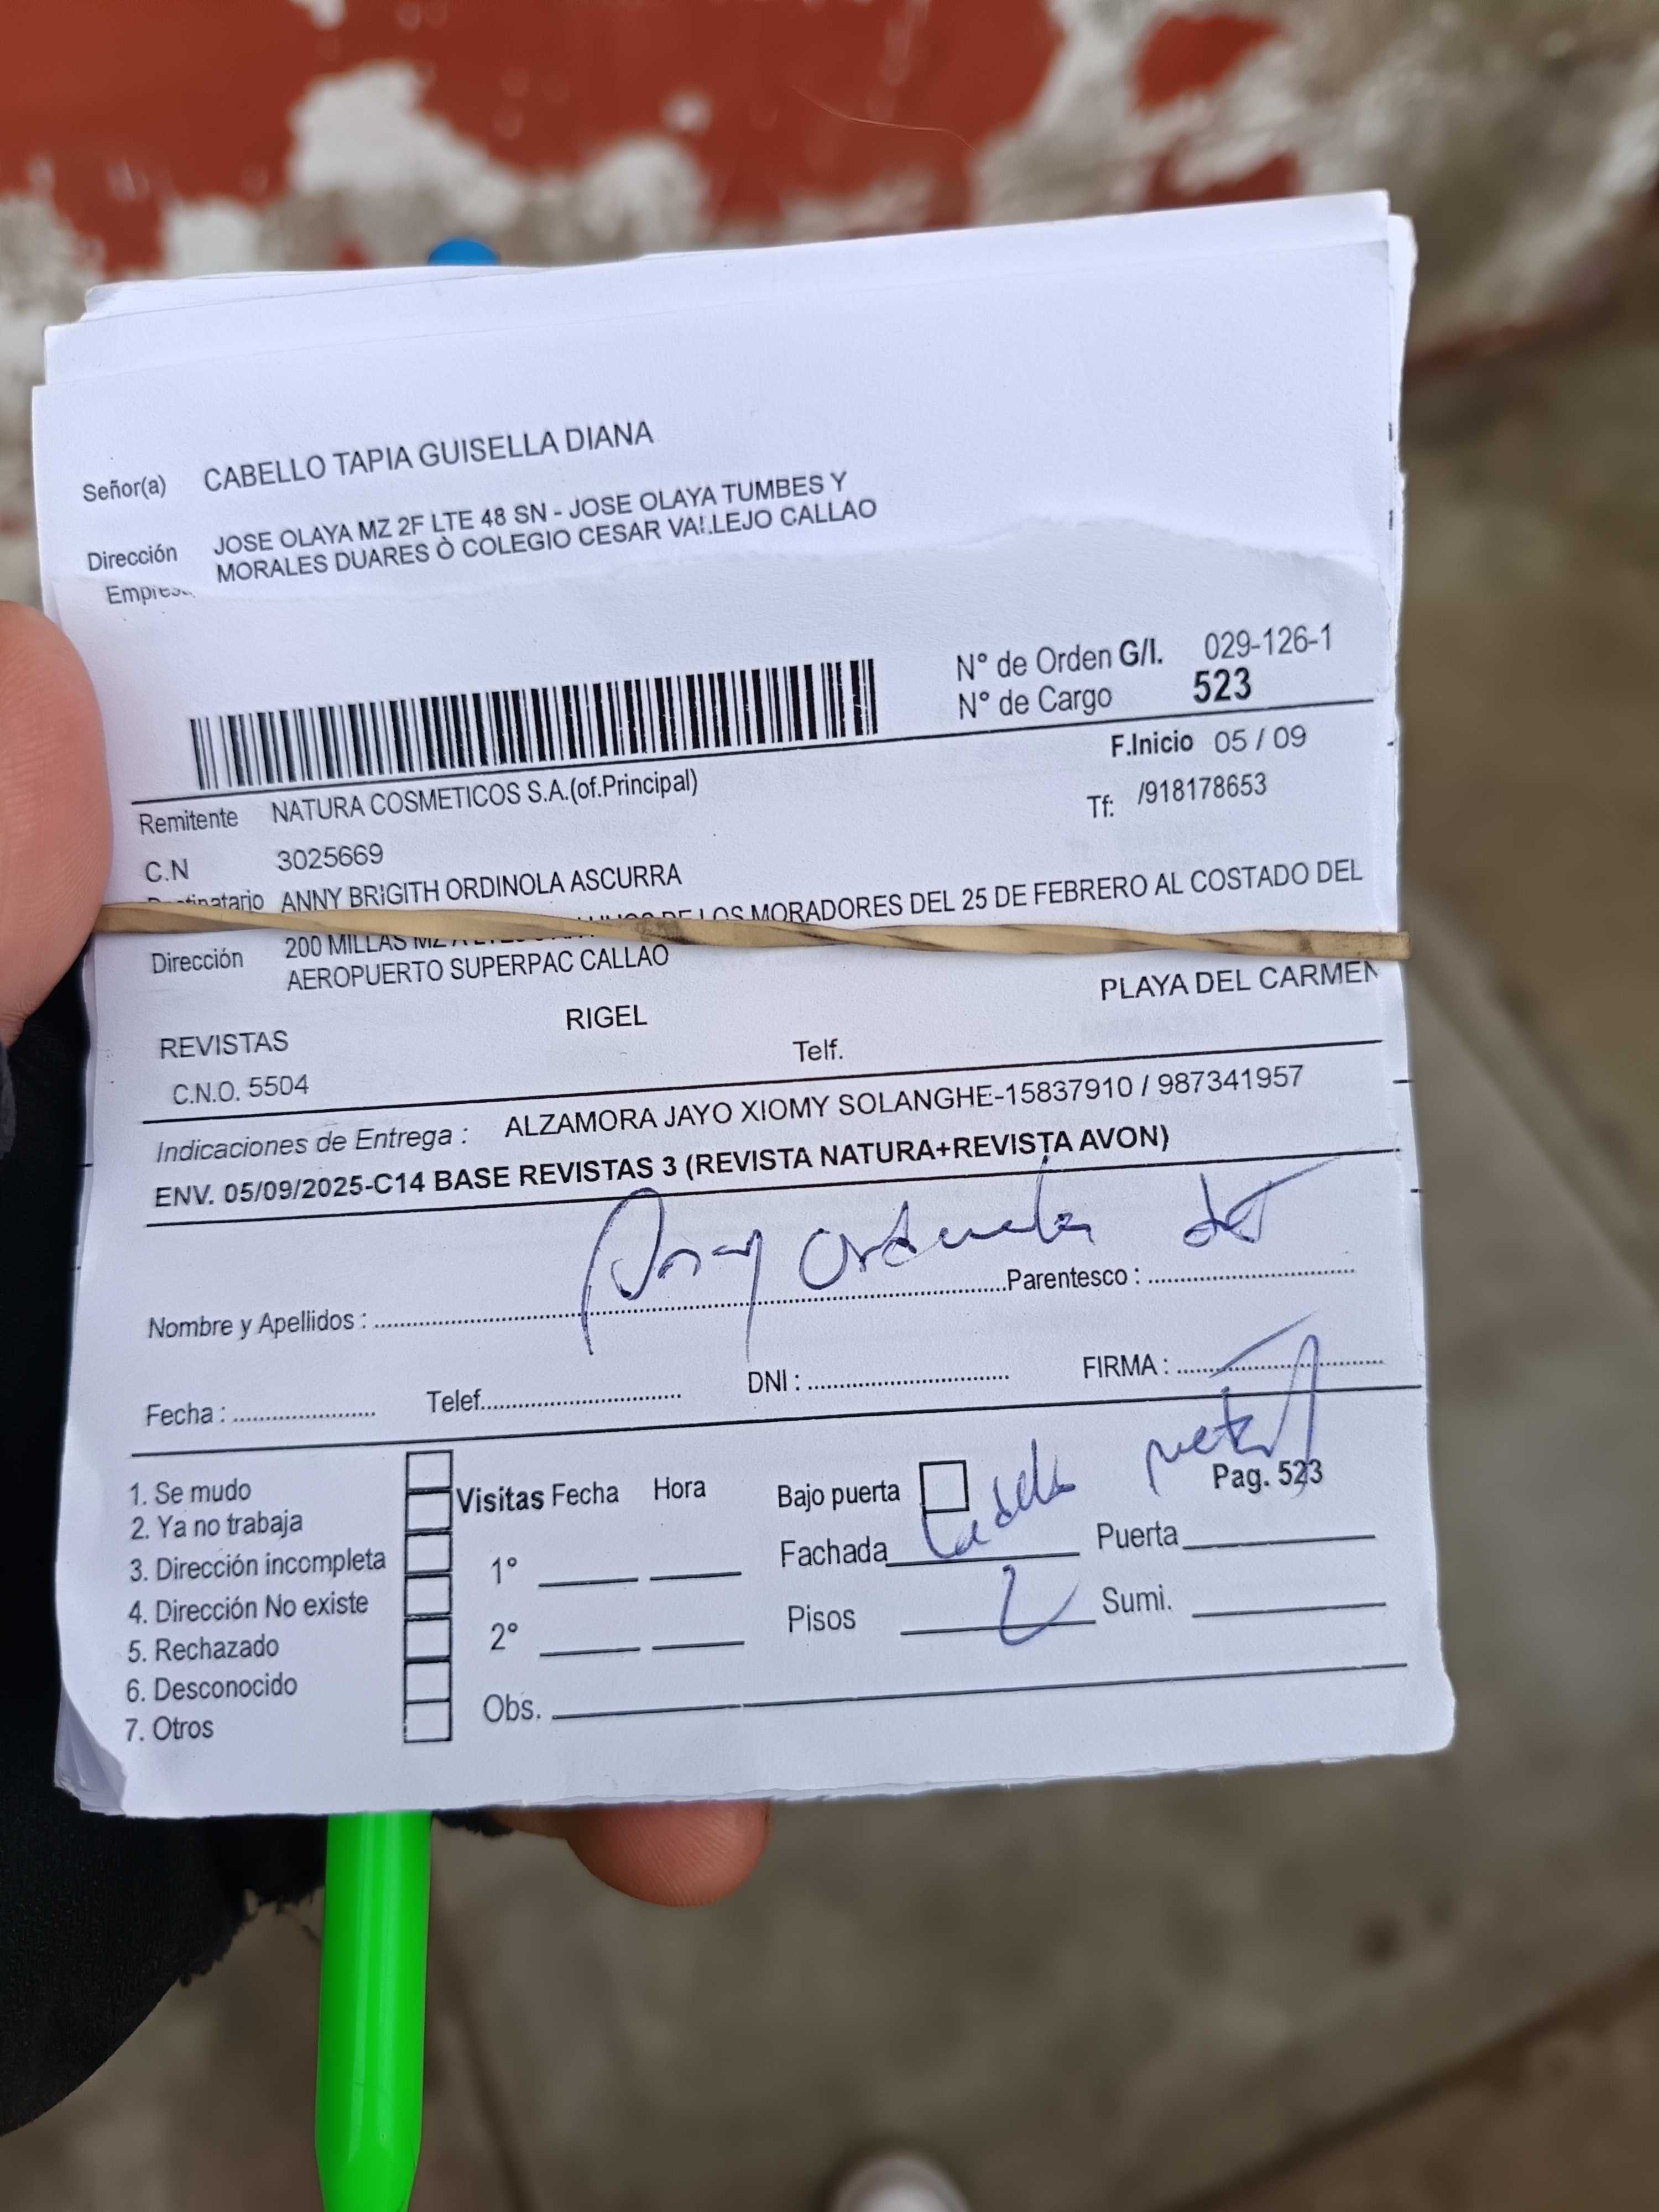 Señor(a) CABELLO TAPIA GUISELLA DIANA
Dirección JOSE OLAYA MZ 2F LTE 48 SN - JOSE OLAYA TUMBES Y
MORALES DUARES Ò COLEGIO CESAR VALLEJO CALLAO
N° de Orden G/I. 029-126-1
N° de Cargo 523
F.Inicio 05 / 09
Remitente NATURA COSMETICOS S.A.(of.Principal)
Tf: /918178653
C.N 3025669
ANNY BRIGITH ORDINOLA ASCURRA
Dirección 200 MILLAS MZ A DE LOS MORADORES DEL 25 DE FEBRERO AL COSTADO DEL
AEROPUERTO SUPERPAC CALLAO
PLAYA DEL CARMEN
REVISTAS RIGEL
C.N.O. 5504 Telf.
Indicaciones de Entrega : ALZAMORA JAYO XIOMY SOLANGHE-15837910 / 987341957
ENV. 05/09/2025-C14 BASE REVISTAS 3 (REVISTA NATURA+REVISTA AVON)
Nombre y Apellidos : Any Ordinola Parentesco :
Fecha : Telef. DNI : FIRMA :
1. Se mudo
2. Ya no trabaja
3. Dirección incompleta
4. Dirección No existe
5. Rechazado
6. Desconocido
7. Otros
Visitas Fecha Hora
1°
2°
Obs.
Bajo puerta Pag. 523
Fachada Puerta
Pisos 2 Sumi.